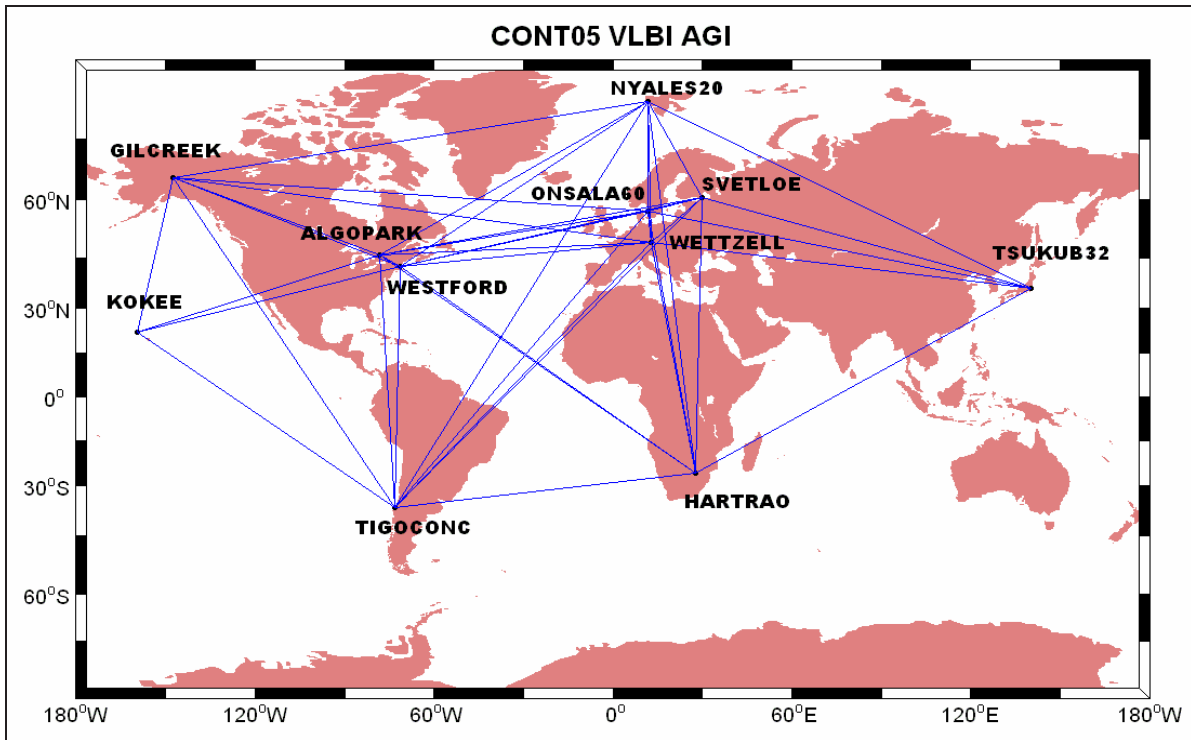 CONT05 VLBI AGI
NYALES20
GILCREEK
SVETLOE
ONSALA60
60°N
ALGOPARK
WETTZELL
TSUKUB32
WESTFORD
KOKEE
30°N
0°
30°S
HARTRAO
TIGOCONC
60°S
180°W 120°W 60°W 0° 60°E 120°E 180°W